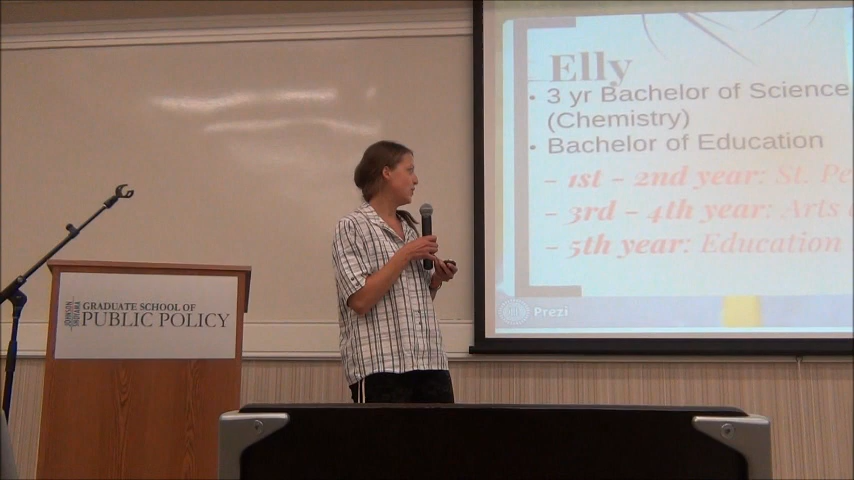 Elly
• 3 yr Bachelor of Science
(Chemistry)
• Bachelor of Education
- 1st - 2nd year: St. Pe
- 3rd - 4th year: Arts
- 5th year: Education
Prezi
GRADUATE SCHOOL OF
PUBLIC POLICY